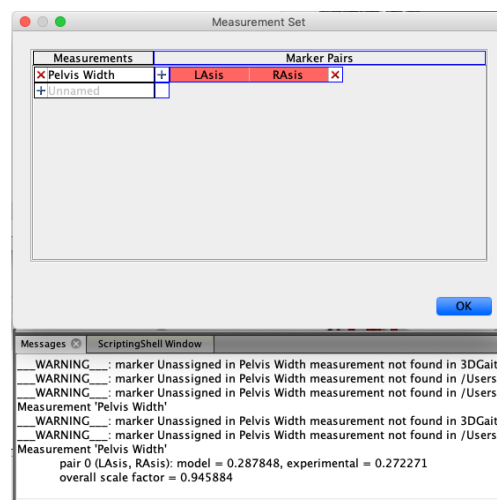 Measurement Set
Measurements Marker Pairs
Pelvis Width LAsis RAsis
Unnamed
OK
Messages ScriptingShell Window
___WARNING___: marker Unassigned in Pelvis Width measurement not found in 3DGait
___WARNING___: marker Unassigned in Pelvis Width measurement not found in /Users
___WARNING___: marker Unassigned in Pelvis Width measurement not found in /Users
Measurement 'Pelvis Width'
___WARNING___: marker Unassigned in Pelvis Width measurement not found in 3DGait
___WARNING___: marker Unassigned in Pelvis Width measurement not found in /Users
Measurement 'Pelvis Width'
pair 0 (LAsis, RAsis): model = 0.287848, experimental = 0.272271
overall scale factor = 0.945884